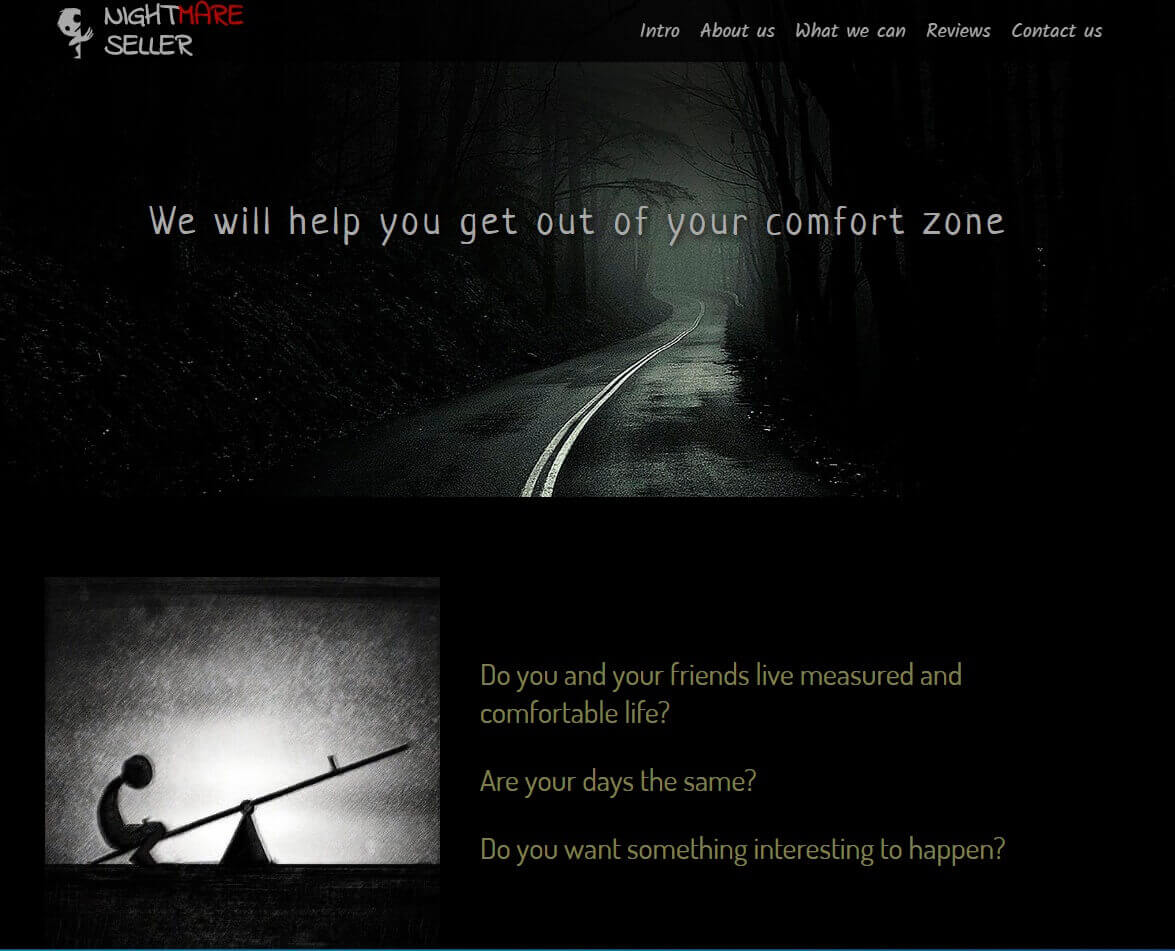 NIGHTMARE
SELLER
Intro About us What we can Reviews Contact us
We will help you get out of your comfort zone
Do you and your friends live measured and
comfortable life?
Are your days the same?
Do you want something interesting to happen?